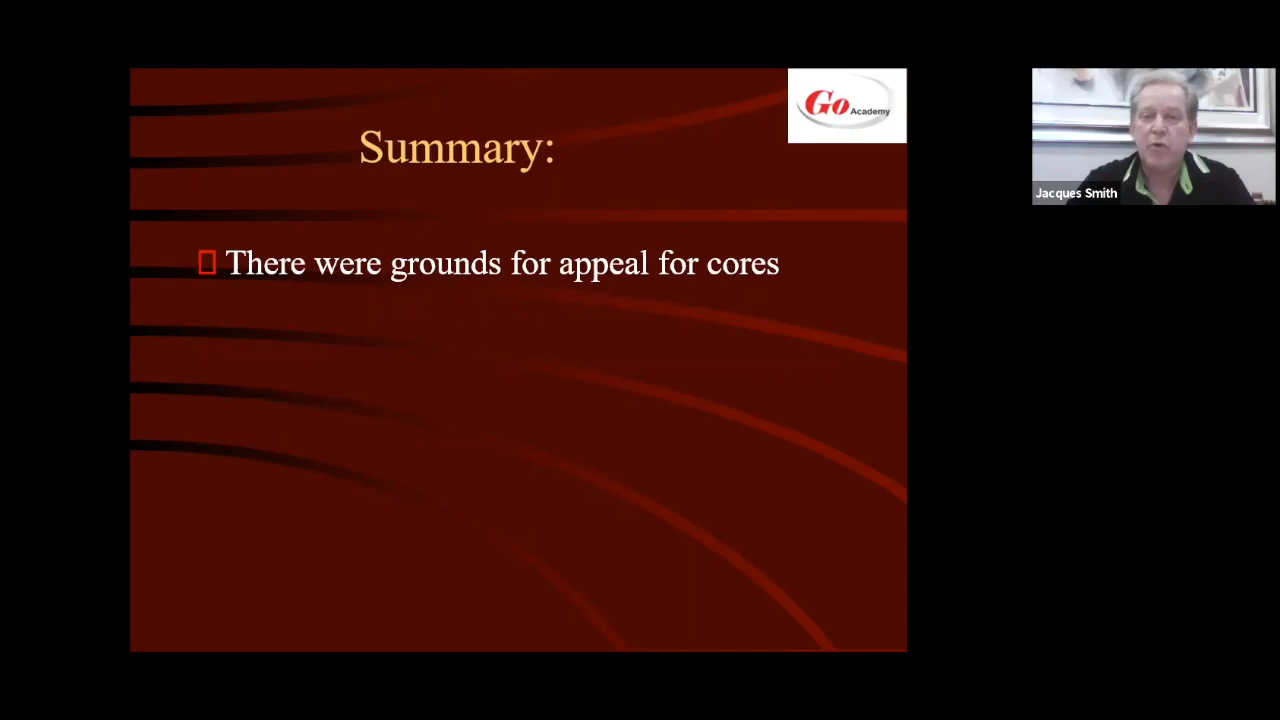 Go Academy
Summary:
There were grounds for appeal for cores
Jacques Smith